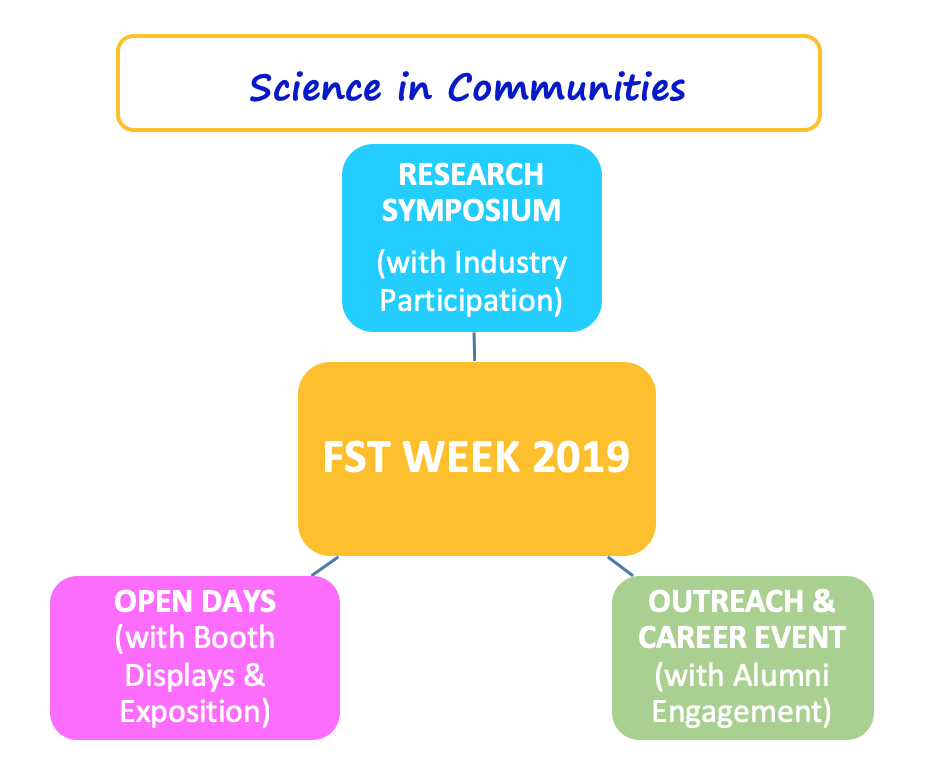 Science in Communities
RESEARCH
SYMPOSIUM
(with Industry
Participation)
FST WEEK 2019
OPEN DAYS
(with Booth
Displays &
Exposition)
OUTREACH &
CAREER EVENT
(with Alumni
Engagement)